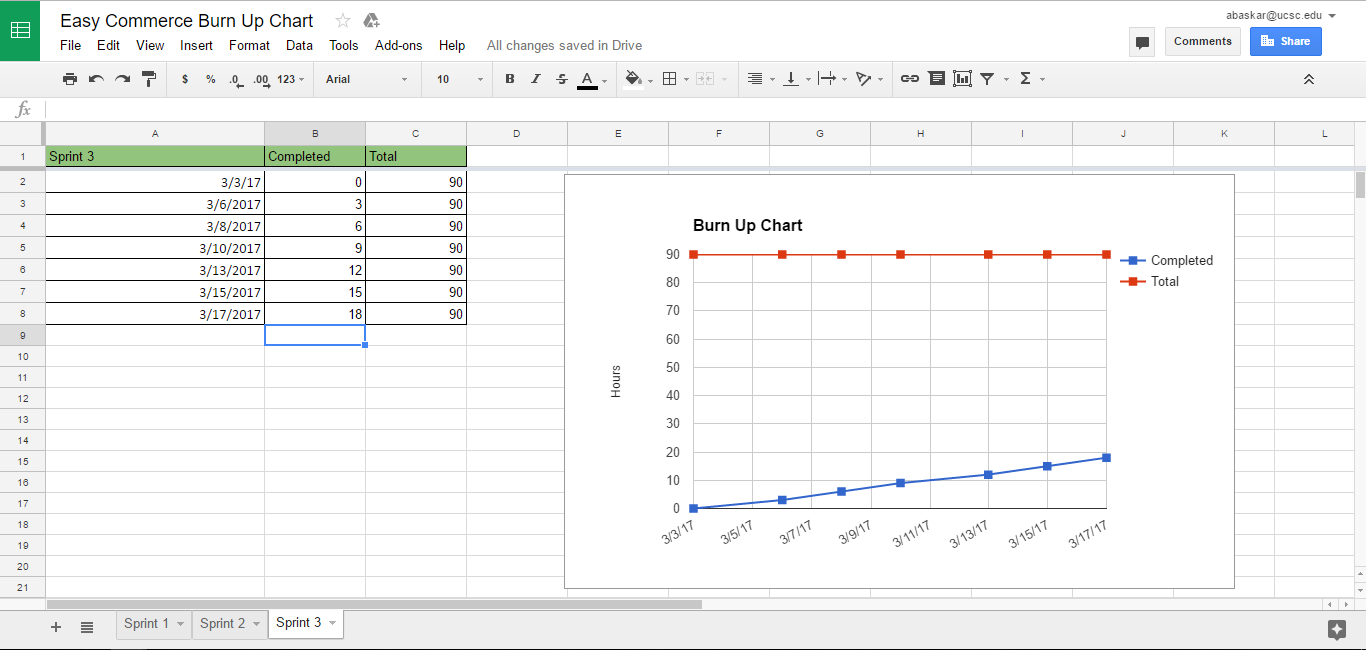 Easy Commerce Burn Up Chart
abaskar@ucsc.edu
File Edit View Insert Format Data Tools Add-ons Help All changes saved in Drive
Comments Share
$ % .0 .00 123 Arial 10 B I S A Σ
fx
A B C D E F G H I J K L
1 Sprint 3 Completed Total
2 3/3/17 0 90
3 3/6/2017 3 90
4 3/8/2017 6 90
5 3/10/2017 9 90
6 3/13/2017 12 90
7 3/15/2017 15 90
8 3/17/2017 18 90
9
10
11
12
13
14
15
16
17
18
19
20
21
Burn Up Chart
Hours
90
80
70
60
50
40
30
20
10
0
3/3/17 3/5/17 3/7/17 3/9/17 3/11/17 3/13/17 3/15/17 3/17/17
Completed
Total
Sprint 1 Sprint 2 Sprint 3